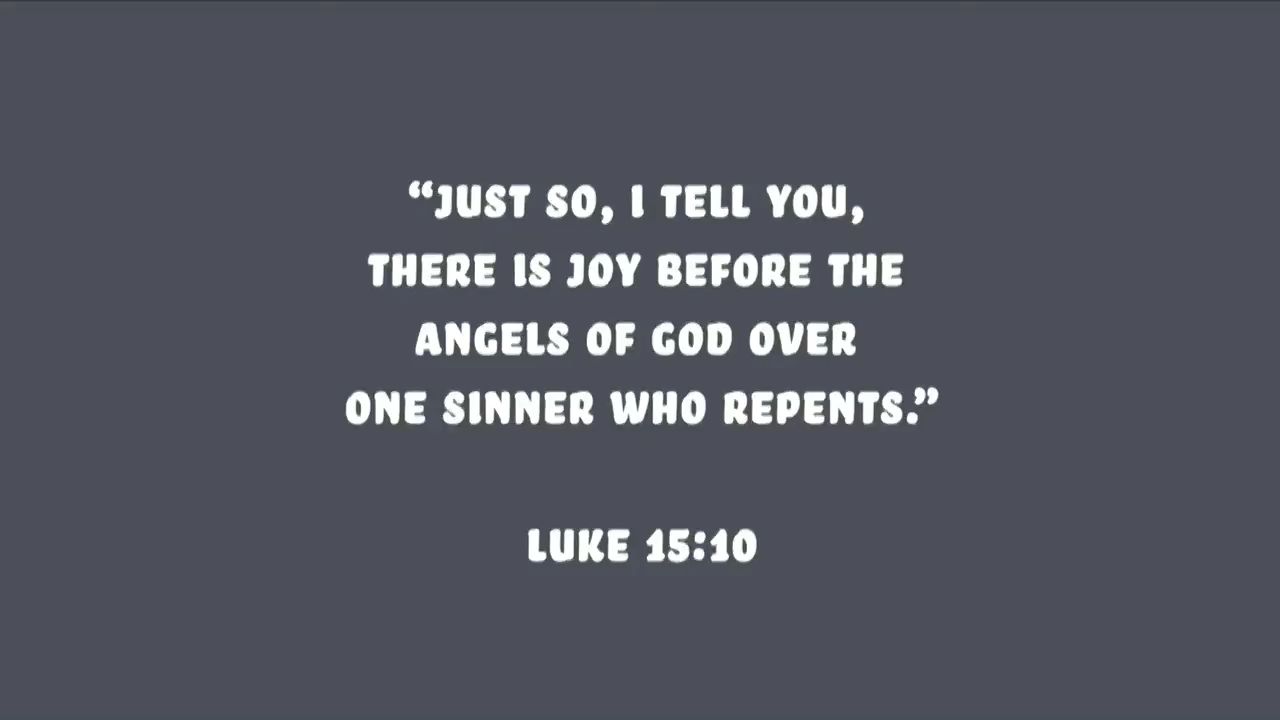 “JUST SO, I TELL YOU,
THERE IS JOY BEFORE THE
ANGELS OF GOD OVER
ONE SINNER WHO REPENTS.”
LUKE 15:10